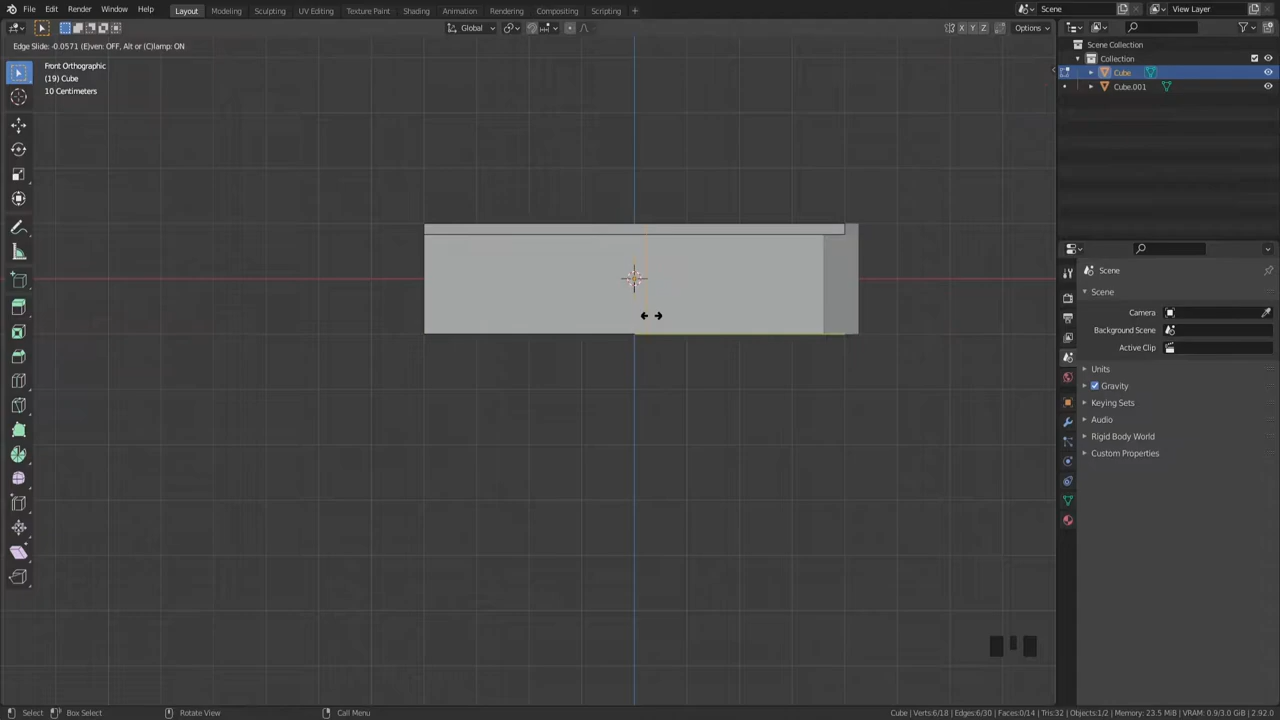 File Edit Render Window Help
Layout Modeling Sculpting UV Editing Texture Paint Shading Animation Rendering Compositing Scripting +
Scene View Layer
Global X Y Z Options
Edge Slide: -0.0571 (E)ven: OFF, Alt or (C)lamp: ON
Front Orthographic
(19) Cube
10 Centimeters
Scene Collection
Collection
Cube
Cube.001
Scene
Scene
Camera
Background Scene
Active Clip
Units
Gravity
Keying Sets
Audio
Rigid Body World
Custom Properties
Select Box Select Rotate View Call Menu
Cube | Verts:6/18 | Edges:6/30 | Faces:0/14 | Tris:32 | Objects:1/2 | Memory: 23.5 MiB | VRAM: 0.9/3.0 GiB | 2.92.0